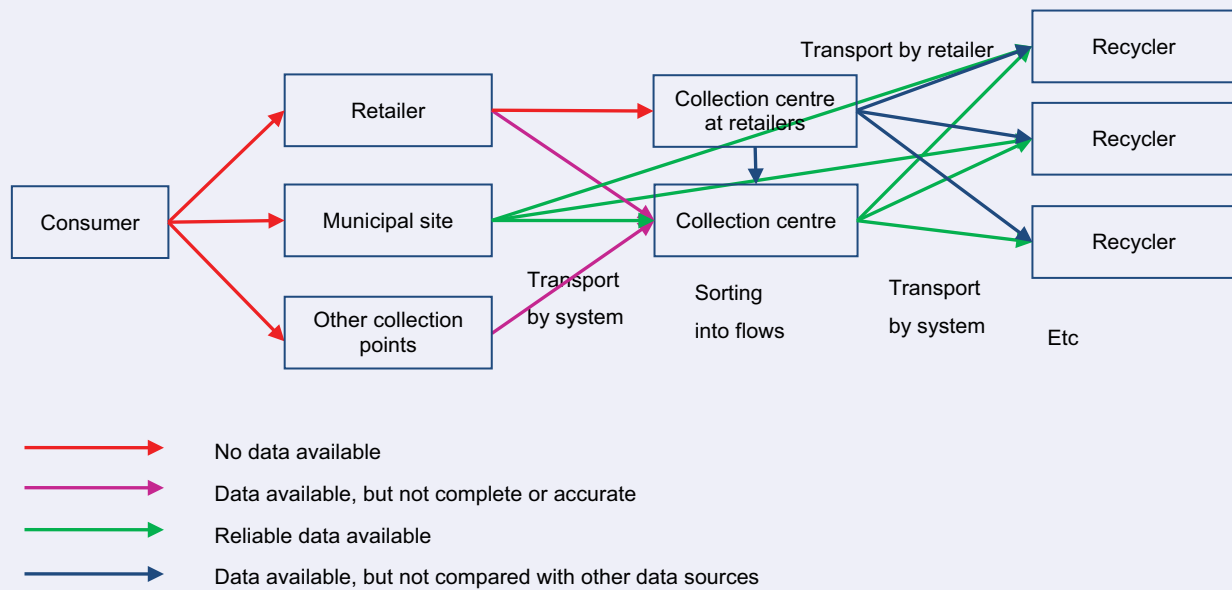 Transport by retailer
Recycler
Retailer
Collection centre
at retailers
Recycler
Consumer
Municipal site
Collection centre
Recycler
Other collection
points
Transport
by system
Sorting
into flows
Transport
by system
Etc
No data available
Data available, but not complete or accurate
Reliable data available
Data available, but not compared with other data sources